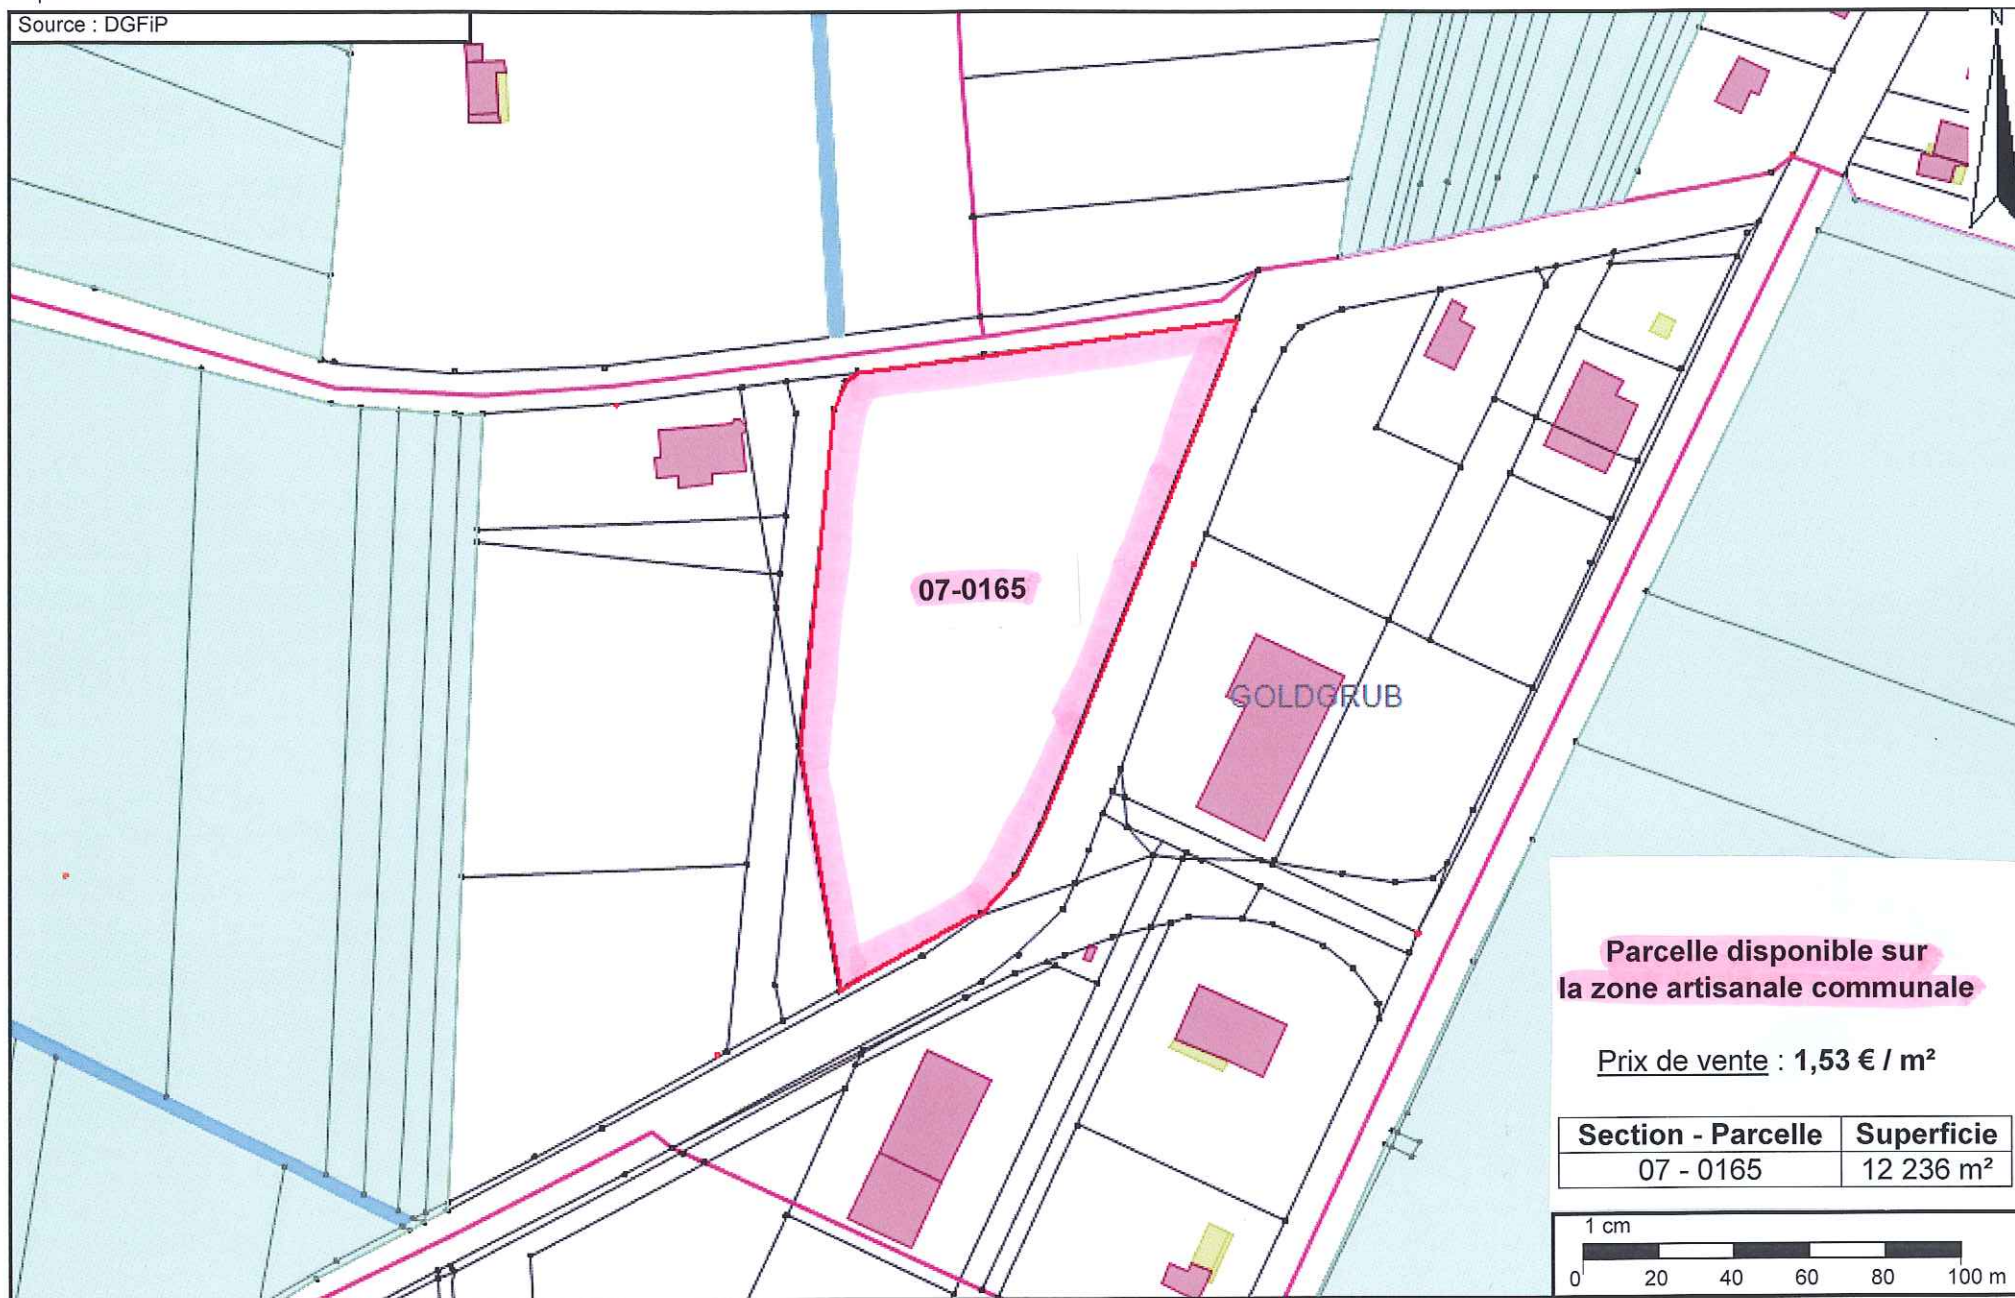 Source : DGFiP
N
07-0165
GOLDGRUB
Parcelle disponible sur
la zone artisanale communale
Prix de vente : 1,53 € / m²
Section - Parcelle Superficie
07 - 0165 12 236 m²
1 cm
0 20 40 60 80 100 m